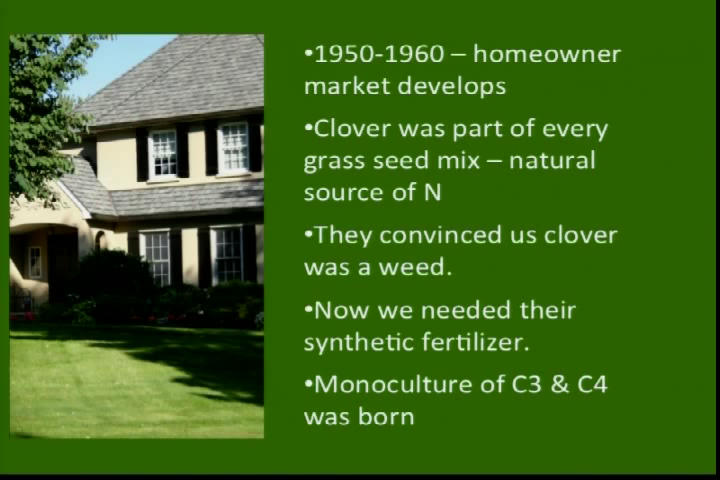 •1950-1960 – homeowner
market develops
•Clover was part of every
grass seed mix – natural
source of N
•They convinced us clover
was a weed.
•Now we needed their
synthetic fertilizer.
•Monoculture of C3 & C4
was born